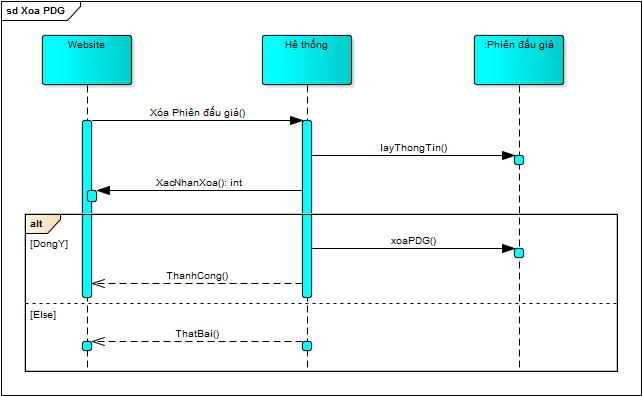 sd Xoa PDG
Website
Hệ thống
:Phiên đấu giá
Xóa Phiên đấu giá()
layThongTin()
XacNhanXoa(): int
alt
[DongY]
xoaPDG()
ThanhCong()
[Else]
ThatBai()